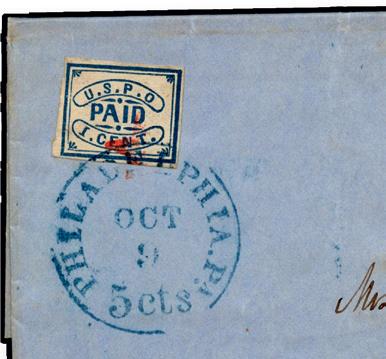 U.S.P.O
PAID
1.CENT.
PHILADELPHIA.PA
OCT
9
5cts